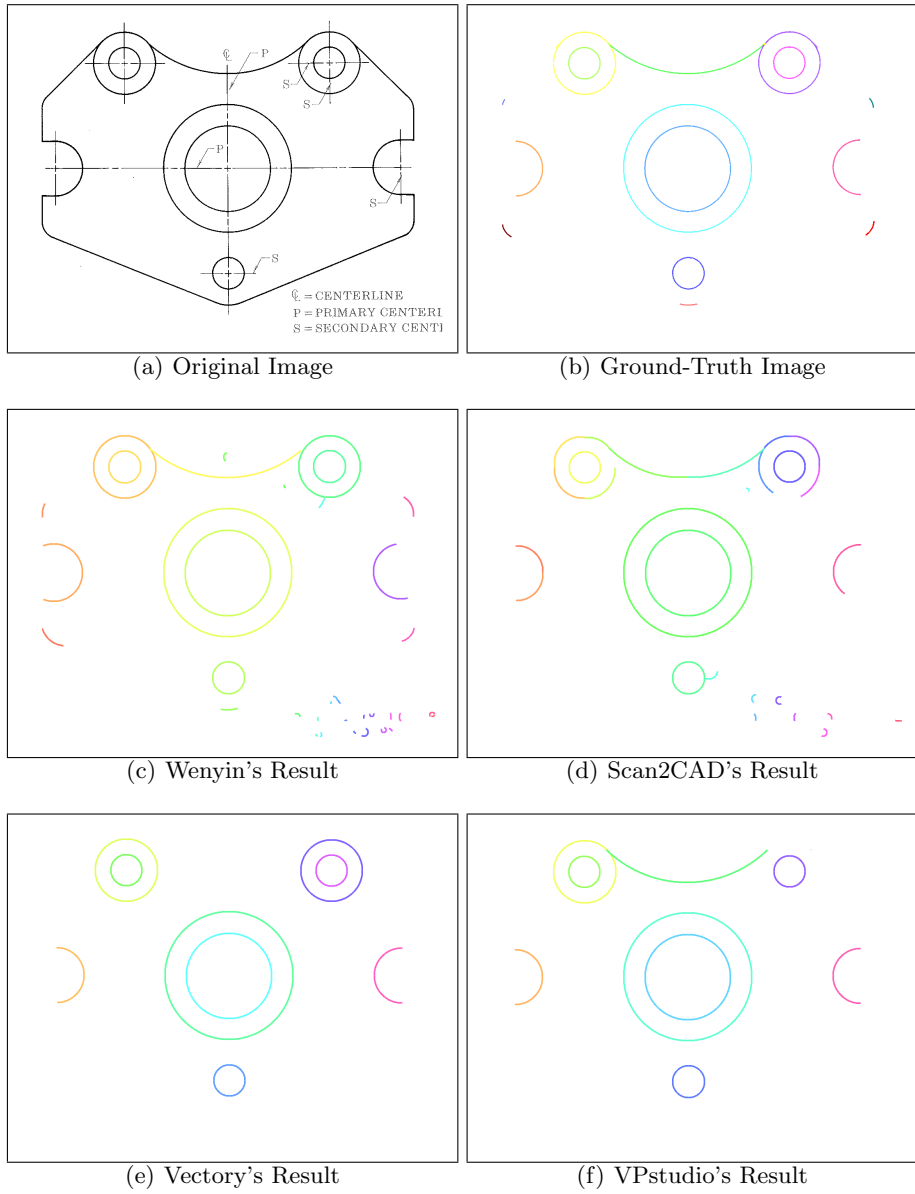 ℄
P
S
S
P
S
S
℄ = CENTERLINE
P = PRIMARY CENTERI
S = SECONDARY CENTI
(a) Original Image
(b) Ground-Truth Image
(c) Wenyin's Result
(d) Scan2CAD's Result
(e) Vectory's Result
(f) VPstudio's Result